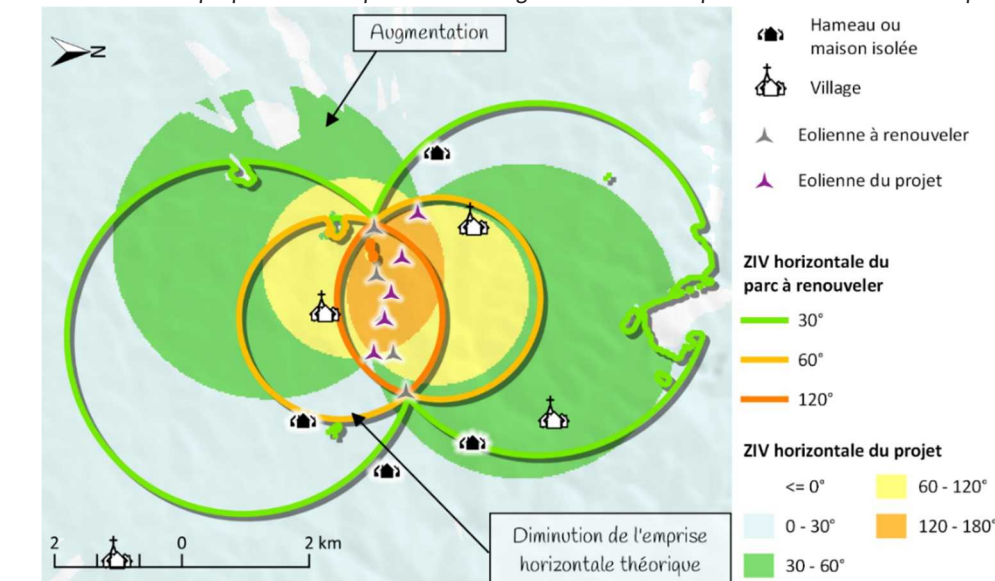 Augmentation
N
Diminution de l'emprise
horizontale théorique
2 0 2 km
Hameau ou
maison isolée
Village
Eolienne à renouveler
Eolienne du projet
ZIV horizontale du
parc à renouveler
30°
60°
120°
ZIV horizontale du projet
<= 0° 60 - 120°
0 - 30° 120 - 180°
30 - 60°